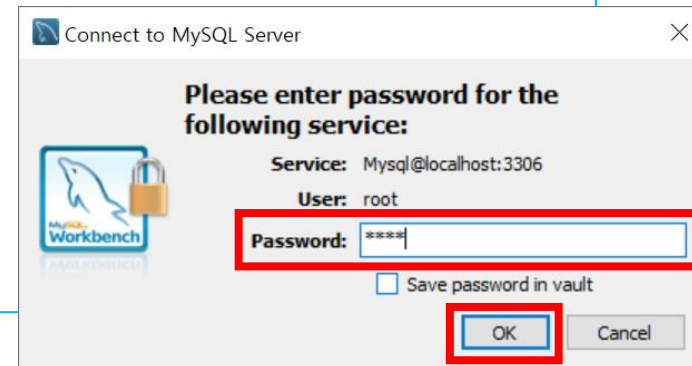 Connect to MySQL Server
Please enter password for the
following server:
Service: Mysql@localhost:3306
User: root
Password: ****
Save password in vault
OK Cancel
MySQL
Workbench